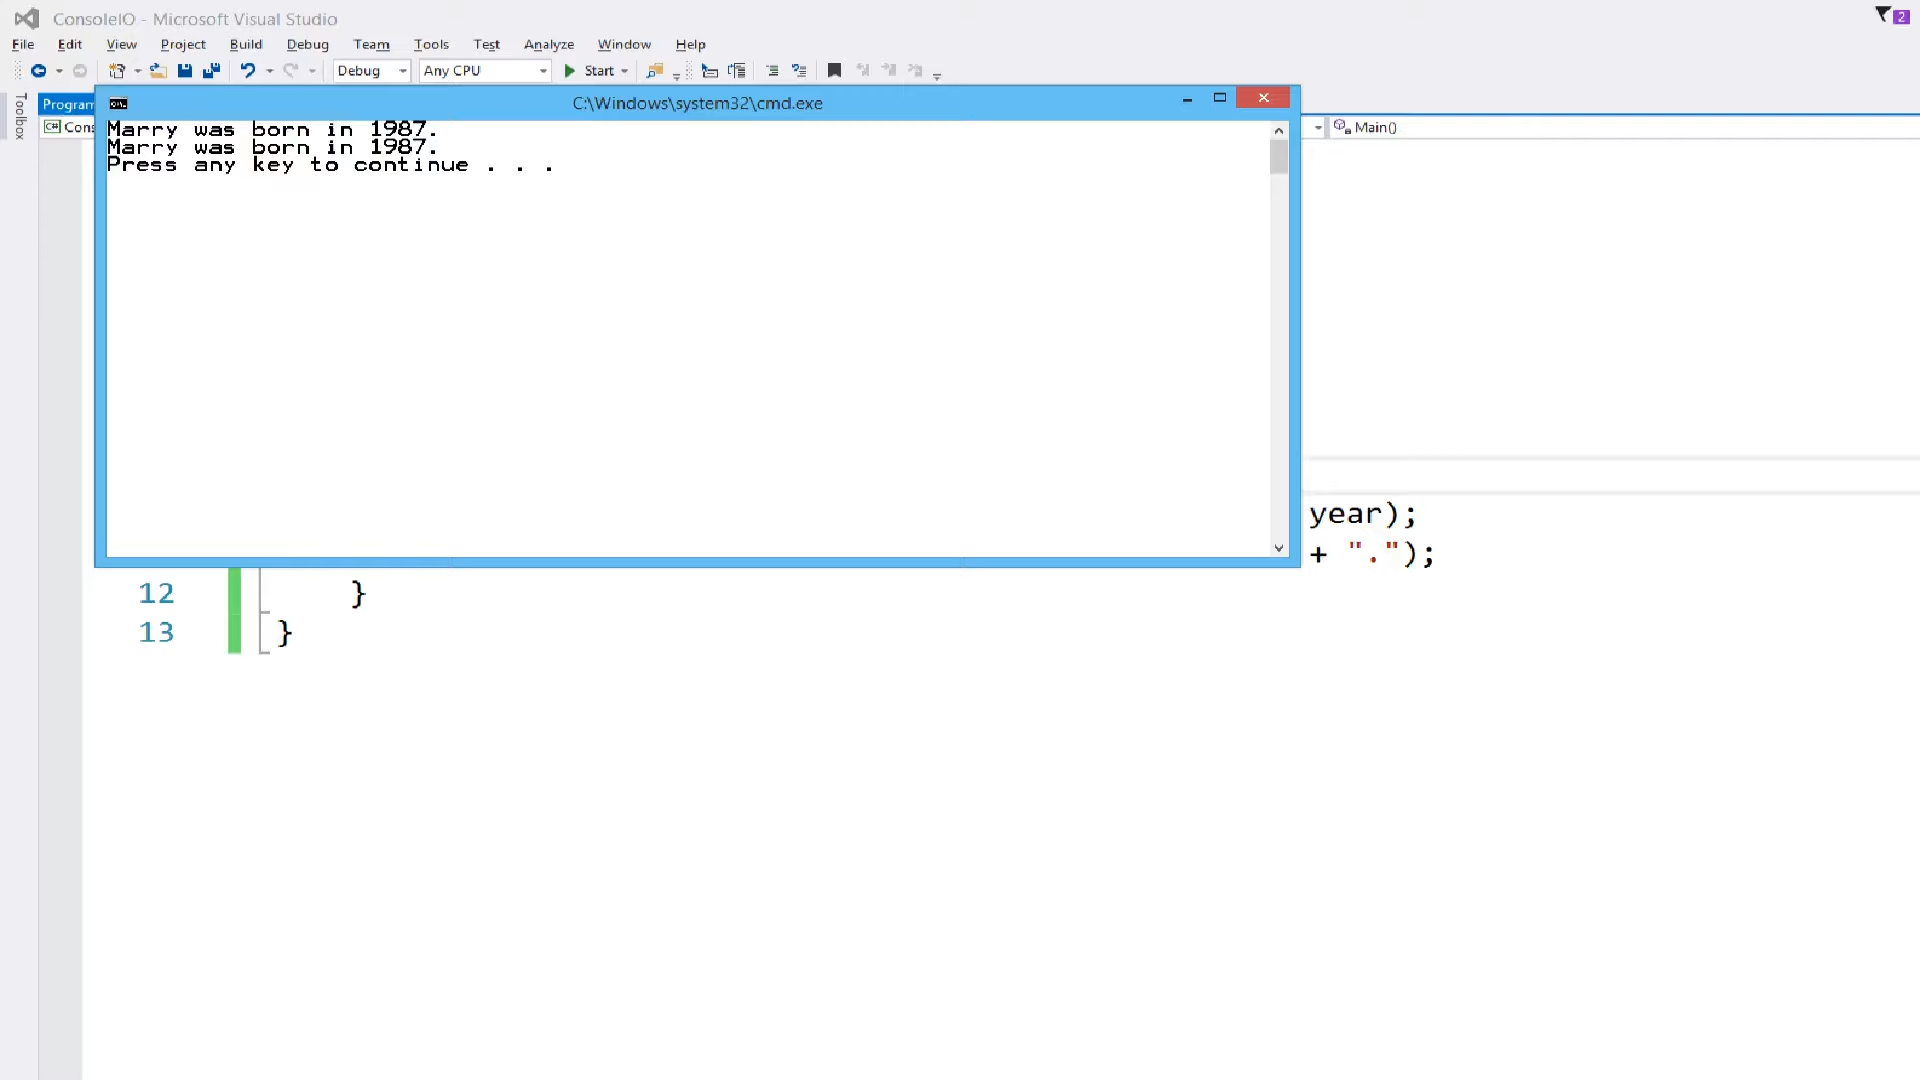 ConsoleIO - Microsoft Visual Studio
2
File Edit View Project Build Debug Team Tools Test Analyze Window Help
Debug Any CPU Start
Toolbox
Program
C:\Windows\system32\cmd.exe
C# Cons
Main()
Marry was born in 1987.
Marry was born in 1987.
Press any key to continue . . .
year);
+ ".");
12 }
13 }